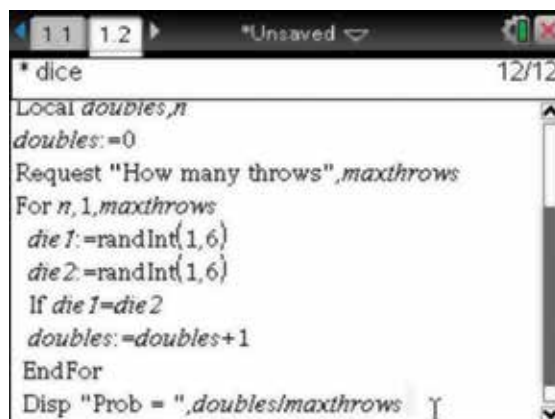 1.1 1.2 *Unsaved
* dice 12/12
Local doubles,n
doubles:=0
Request "How many throws",maxthrows
For n,1,maxthrows
die1:=randInt(1,6)
die2:=randInt(1,6)
If die1=die2
doubles:=doubles+1
EndFor
Disp "Prob = ",doubles/maxthrows